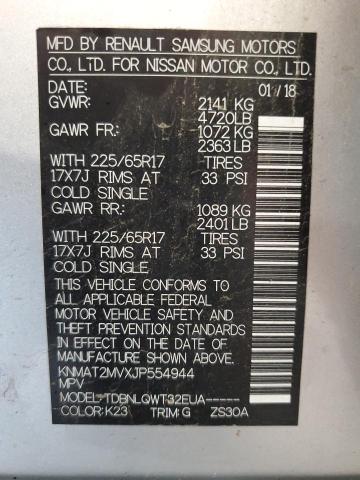 MFD BY RENAULT SAMSUNG MOTORS
CO., LTD. FOR NISSAN MOTOR CO., LTD.
DATE: 01 / 18
GVWR: 2141 KG
4720LB
GAWR FR: 1072 KG
2363 LB
WITH 225/65R17 TIRES
17X7J RIMS AT 33 PSI
COLD SINGLE
GAWR RR: 1089 KG
2401 LB
WITH 225/65R17 TIRES
17X7J RIMS AT 33 PSI
COLD SINGLE
THIS VEHICLE CONFORMS TO
ALL APPLICABLE FEDERAL
MOTOR VEHICLE SAFETY AND
THEFT PREVENTION STANDARDS
IN EFFECT ON THE DATE OF
MANUFACTURE SHOWN ABOVE.
KNMAT2MVXJP554944
MPV
MODEL-TDBNLQWT32EUA-----
COLOR:K23 TRIM: G ZS30A